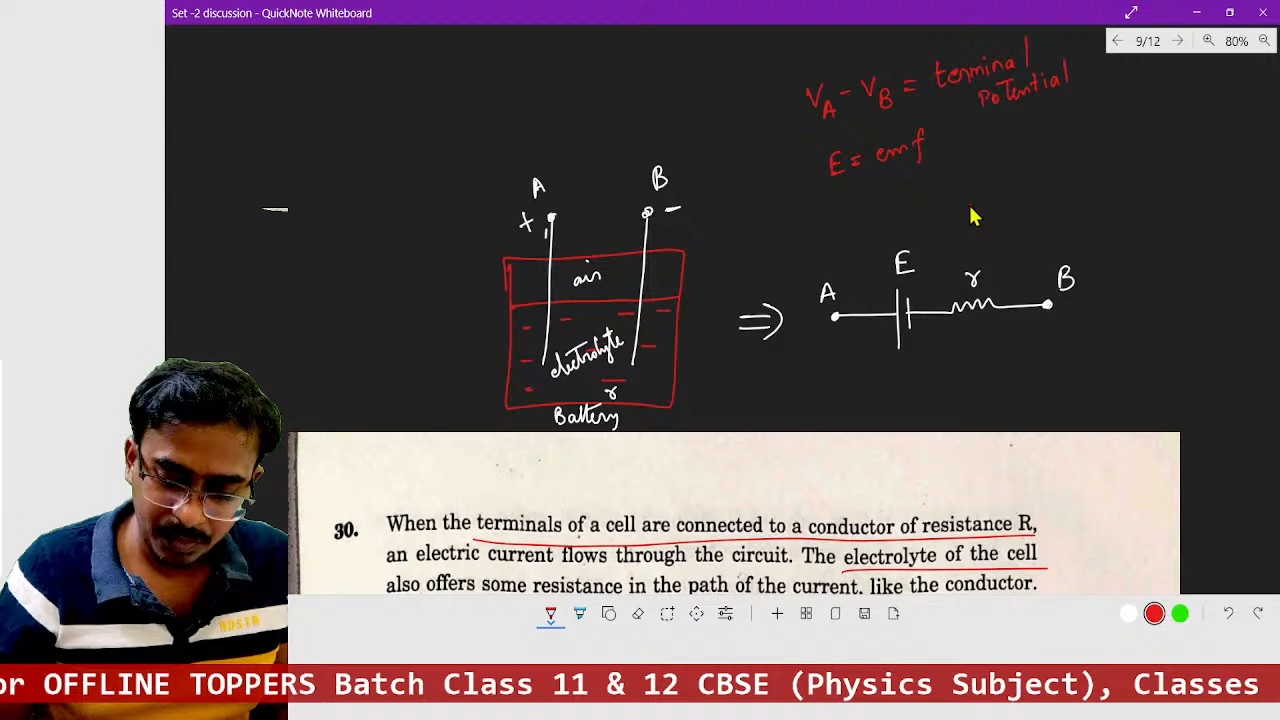 Set -2 discussion - QuickNote Whiteboard
9/12
80%
VA - VB = terminal
potential
E = emf
A
B
+
-
air
electrolyte
r
Battery
⇒
A
E
r
B
30. When the terminals of a cell are connected to a conductor of resistance R,
an electric current flows through the circuit. The electrolyte of the cell
also offers some resistance in the path of the current, like the conductor.
or OFFLINE TOPPERS Batch Class 11 & 12 CBSE (Physics Subject), Classes